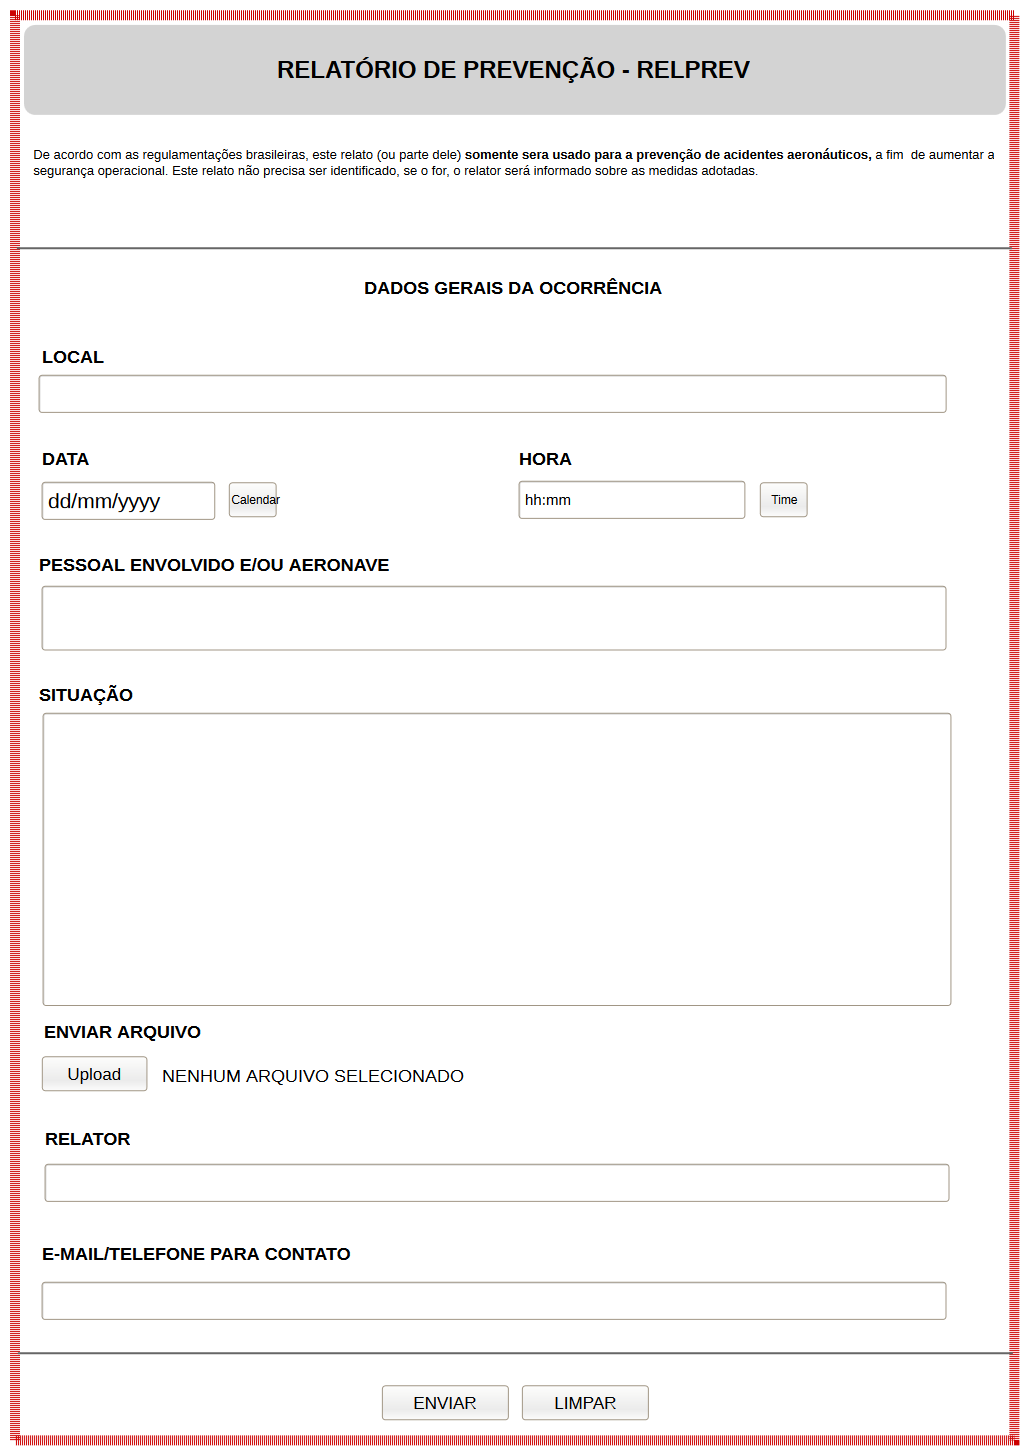 RELATÓRIO DE PREVENÇÃO - RELPREV
De acordo com as regulamentações brasileiras, este relato (ou parte dele) somente sera usado para a prevenção de acidentes aeronáuticos, a fim  de aumentar a
segurança operacional. Este relato não precisa ser identificado, se o for, o relator será informado sobre as medidas adotadas.
DADOS GERAIS DA OCORRÊNCIA
LOCAL
DATA HORA
dd/mm/yyyy Calendar hh:mm Time
PESSOAL ENVOLVIDO E/OU AERONAVE
SITUAÇÃO
ENVIAR ARQUIVO
Upload NENHUM ARQUIVO SELECIONADO
RELATOR
E-MAIL/TELEFONE PARA CONTATO
ENVIAR LIMPAR